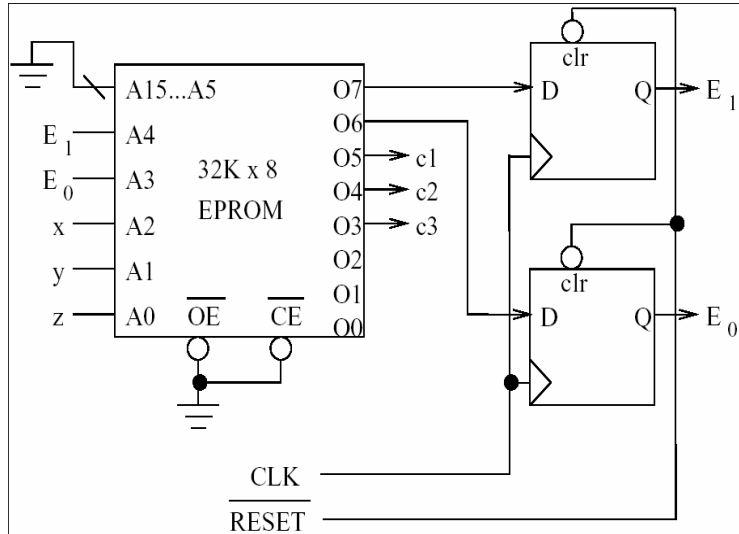 clr
D
Q
E1
A15...A5
O7
E1
A4
O6
O5
c1
E0
A3
32K x 8
O4
c2
EPROM
x
A2
O3
c3
y
A1
O2
clr
O1
z
A0
OE
CE
O0
D
Q
E0
CLK
RESET